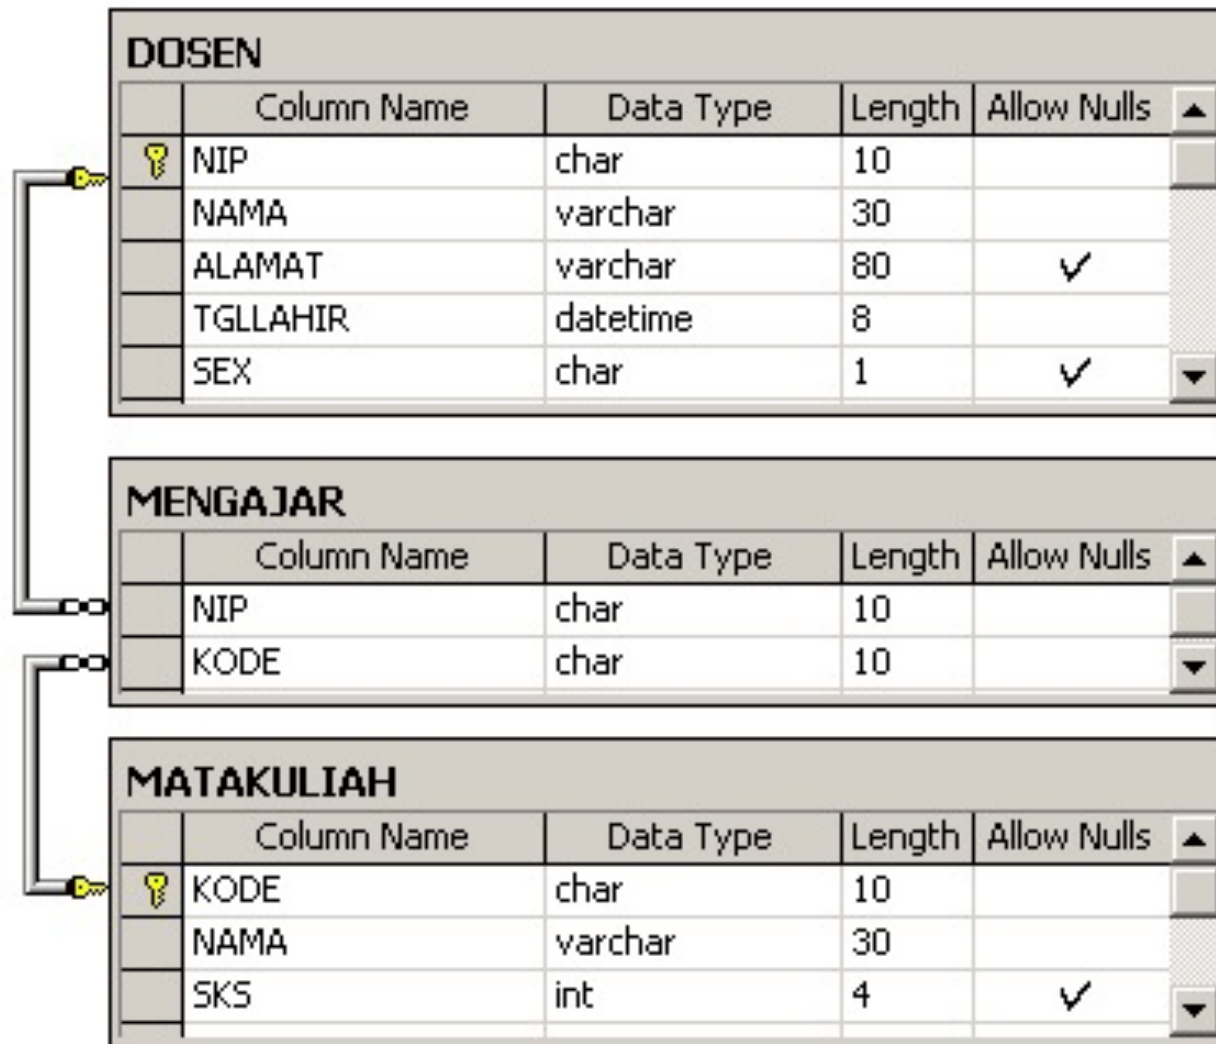 DOSEN
Column Name Data Type Length Allow Nulls
NIP char 10
NAMA varchar 30
ALAMAT varchar 80
TGLLAHIR datetime 8
SEX char 1
MENGAJAR
Column Name Data Type Length Allow Nulls
NIP char 10
KODE char 10
MATAKULIAH
Column Name Data Type Length Allow Nulls
KODE char 10
NAMA varchar 30
SKS int 4